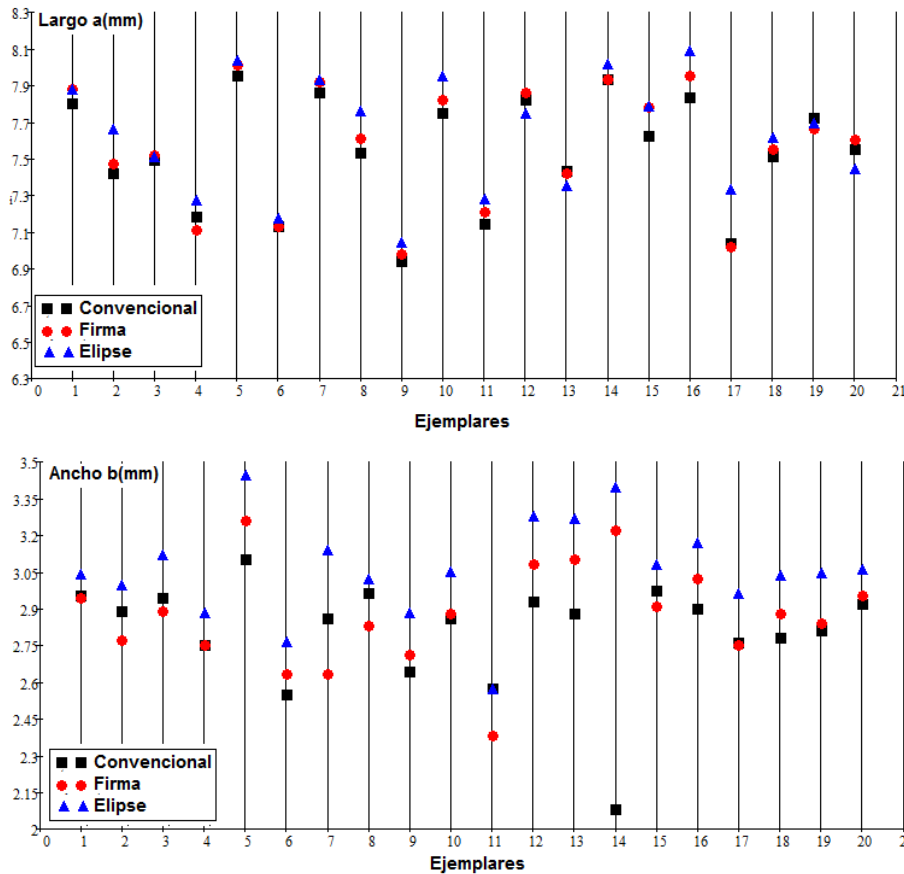 8.3
Largo a(mm)
8.1
7.9
7.7
7.5
7.3
7.1
6.9
6.7
6.5
6.3
Convencional
Firma
Elipse
0 1 2 3 4 5 6 7 8 9 10 11 12 13 14 15 16 17 18 19 20 21
Ejemplares
3.5
Ancho b(mm)
3.35
3.2
3.05
2.9
2.75
2.6
2.45
2.3
2.15
2
Convencional
Firma
Elipse
0 1 2 3 4 5 6 7 8 9 10 11 12 13 14 15 16 17 18 19 20
Ejemplares